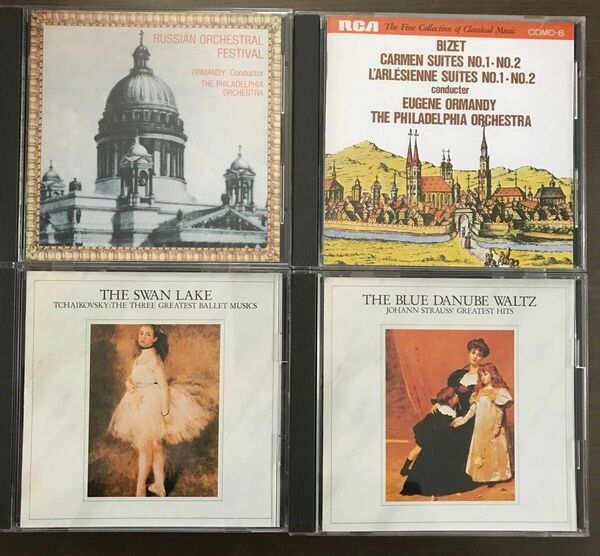 RUSSIAN ORCHESTRAL
FESTIVAL
ORMANDY, Conductor
THE PHILADELPHIA
ORCHESTRA
RCA The Fine Collection of Classical Music CDMC-8
BIZET
CARMEN SUITES NO.1·NO.2
L'ARLÉSIENNE SUITES NO.1·NO.2
conducter
EUGENE ORMANDY
THE PHILADELPHIA ORCHESTRA
THE SWAN LAKE
TCHAIKOVSKY:THE THREE GREATEST BALLET MUSICS
THE BLUE DANUBE WALTZ
JOHANN STRAUSS' GREATEST HITS